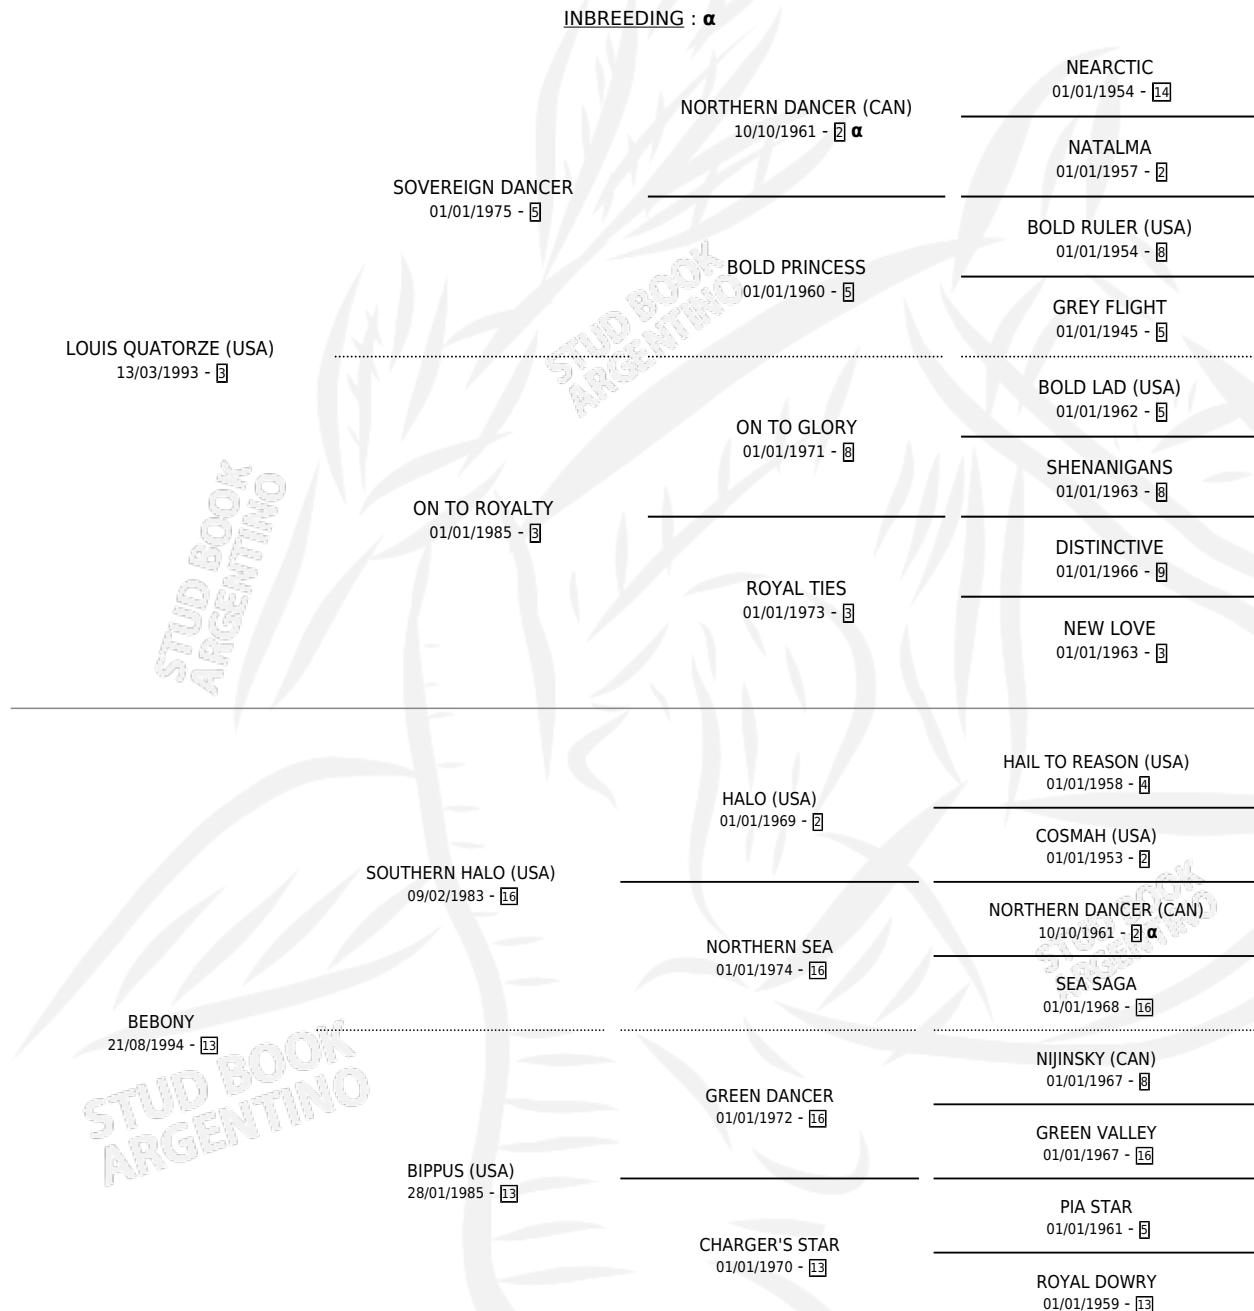 INBREEDING : α
NEARCTIC
01/01/1954 - 14
NORTHERN DANCER (CAN)
10/10/1961 - 2 α
NATALMA
01/01/1957 - 2
SOVEREIGN DANCER
01/01/1975 - 5
BOLD RULER (USA)
01/01/1954 - 8
BOLD PRINCESS
01/01/1960 - 5
GREY FLIGHT
01/01/1945 - 5
LOUIS QUATORZE (USA)
13/03/1993 - 3
BOLD LAD (USA)
01/01/1962 - 5
ON TO GLORY
01/01/1971 - 8
SHENANIGANS
01/01/1963 - 8
ON TO ROYALTY
01/01/1985 - 3
DISTINCTIVE
01/01/1966 - 9
ROYAL TIES
01/01/1973 - 3
NEW LOVE
01/01/1963 - 3
HAIL TO REASON (USA)
01/01/1958 - 4
HALO (USA)
01/01/1969 - 2
COSMAH (USA)
01/01/1953 - 2
SOUTHERN HALO (USA)
09/02/1983 - 16
NORTHERN DANCER (CAN)
10/10/1961 - 2 α
NORTHERN SEA
01/01/1974 - 16
SEA SAGA
01/01/1968 - 16
BEBONY
21/08/1994 - 13
NIJINSKY (CAN)
01/01/1967 - 8
GREEN DANCER
01/01/1972 - 16
GREEN VALLEY
01/01/1967 - 16
BIPPUS (USA)
28/01/1985 - 13
PIA STAR
01/01/1961 - 5
CHARGER'S STAR
01/01/1970 - 13
ROYAL DOWRY
01/01/1959 - 13
STUD BOOK
ARGENTINO
STUD BOOK
ARGENTINO
STUD BOOK
ARGENTINO
STUD BOOK
ARGENTINO